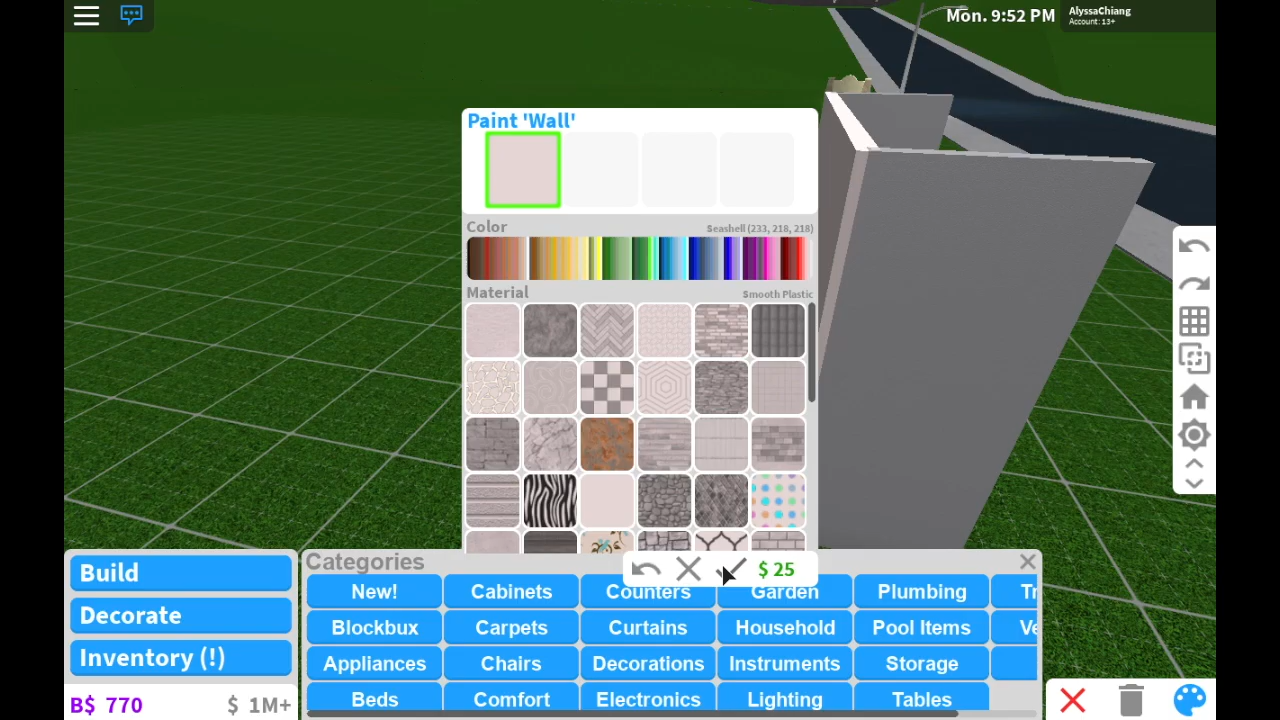 Mon. 9:52 PM
AlyssaChiang
Account: 13+
Paint 'Wall'
Color
Seashell (233, 218, 218)
Material
Smooth Plastic
$ 25
Build
Decorate
Inventory (!)
B$ 770
$ 1M+
Categories
New!
Cabinets
Counters
Garden
Plumbing
Tr
Blockbux
Carpets
Curtains
Household
Pool Items
Ve
Appliances
Chairs
Decorations
Instruments
Storage
Beds
Comfort
Electronics
Lighting
Tables